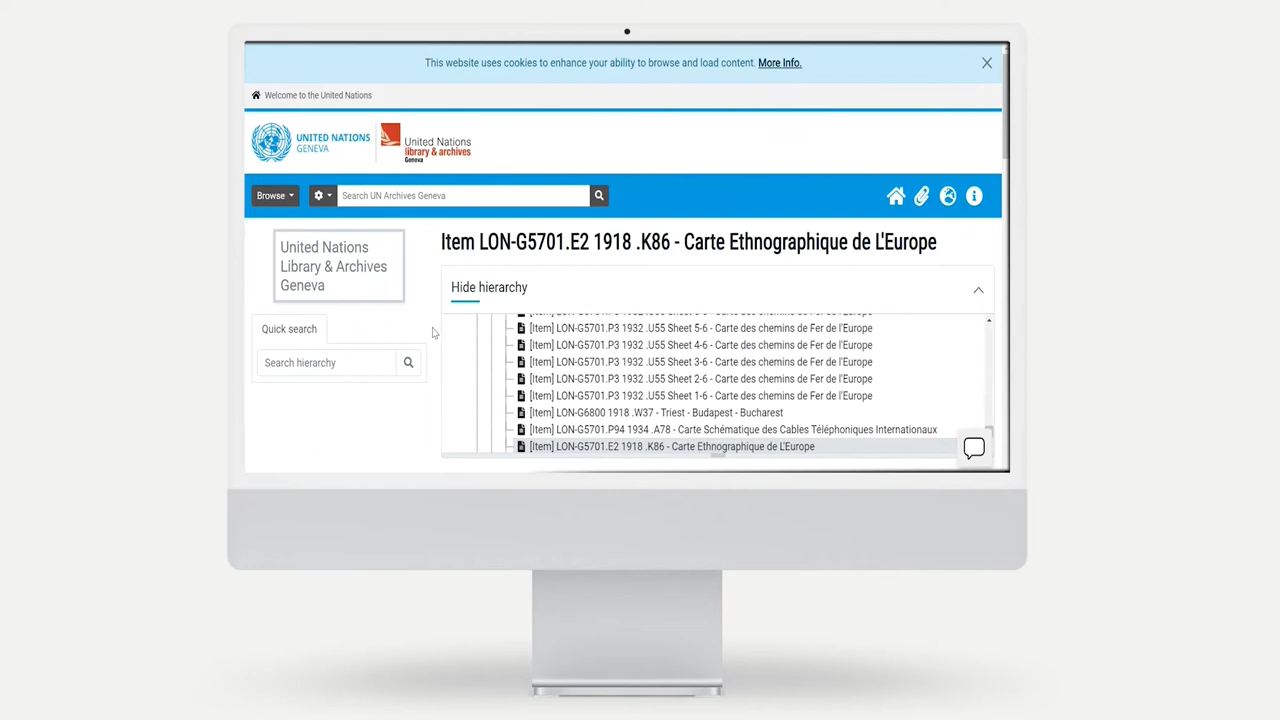 This website uses cookies to enhance your ability to browse and load content. More Info.
Welcome to the United Nations
UNITED NATIONS
GENEVA
United Nations
library & archives
Geneva
Browse
Search UN Archives Geneva
United Nations
Library & Archives
Geneva
Item LON-G5701.E2 1918 .K86 - Carte Ethnographique de L'Europe
Hide hierarchy
Quick search
Search hierarchy
[Item] LON-G5701.P3 1932 .U55 Sheet 5-6 - Carte des chemins de Fer de l'Europe
[Item] LON-G5701.P3 1932 .U55 Sheet 4-6 - Carte des chemins de Fer de l'Europe
[Item] LON-G5701.P3 1932 .U55 Sheet 3-6 - Carte des chemins de Fer de l'Europe
[Item] LON-G5701.P3 1932 .U55 Sheet 2-6 - Carte des chemins de Fer de l'Europe
[Item] LON-G5701.P3 1932 .U55 Sheet 1-6 - Carte des chemins de Fer de l'Europe
[Item] LON-G6800 1918 .W37 - Triest - Budapest - Bucharest
[Item] LON-G5701.P94 1934 .A78 - Carte Schématique des Cables Téléphoniques Internationaux
[Item] LON-G5701.E2 1918 .K86 - Carte Ethnographique de L'Europe